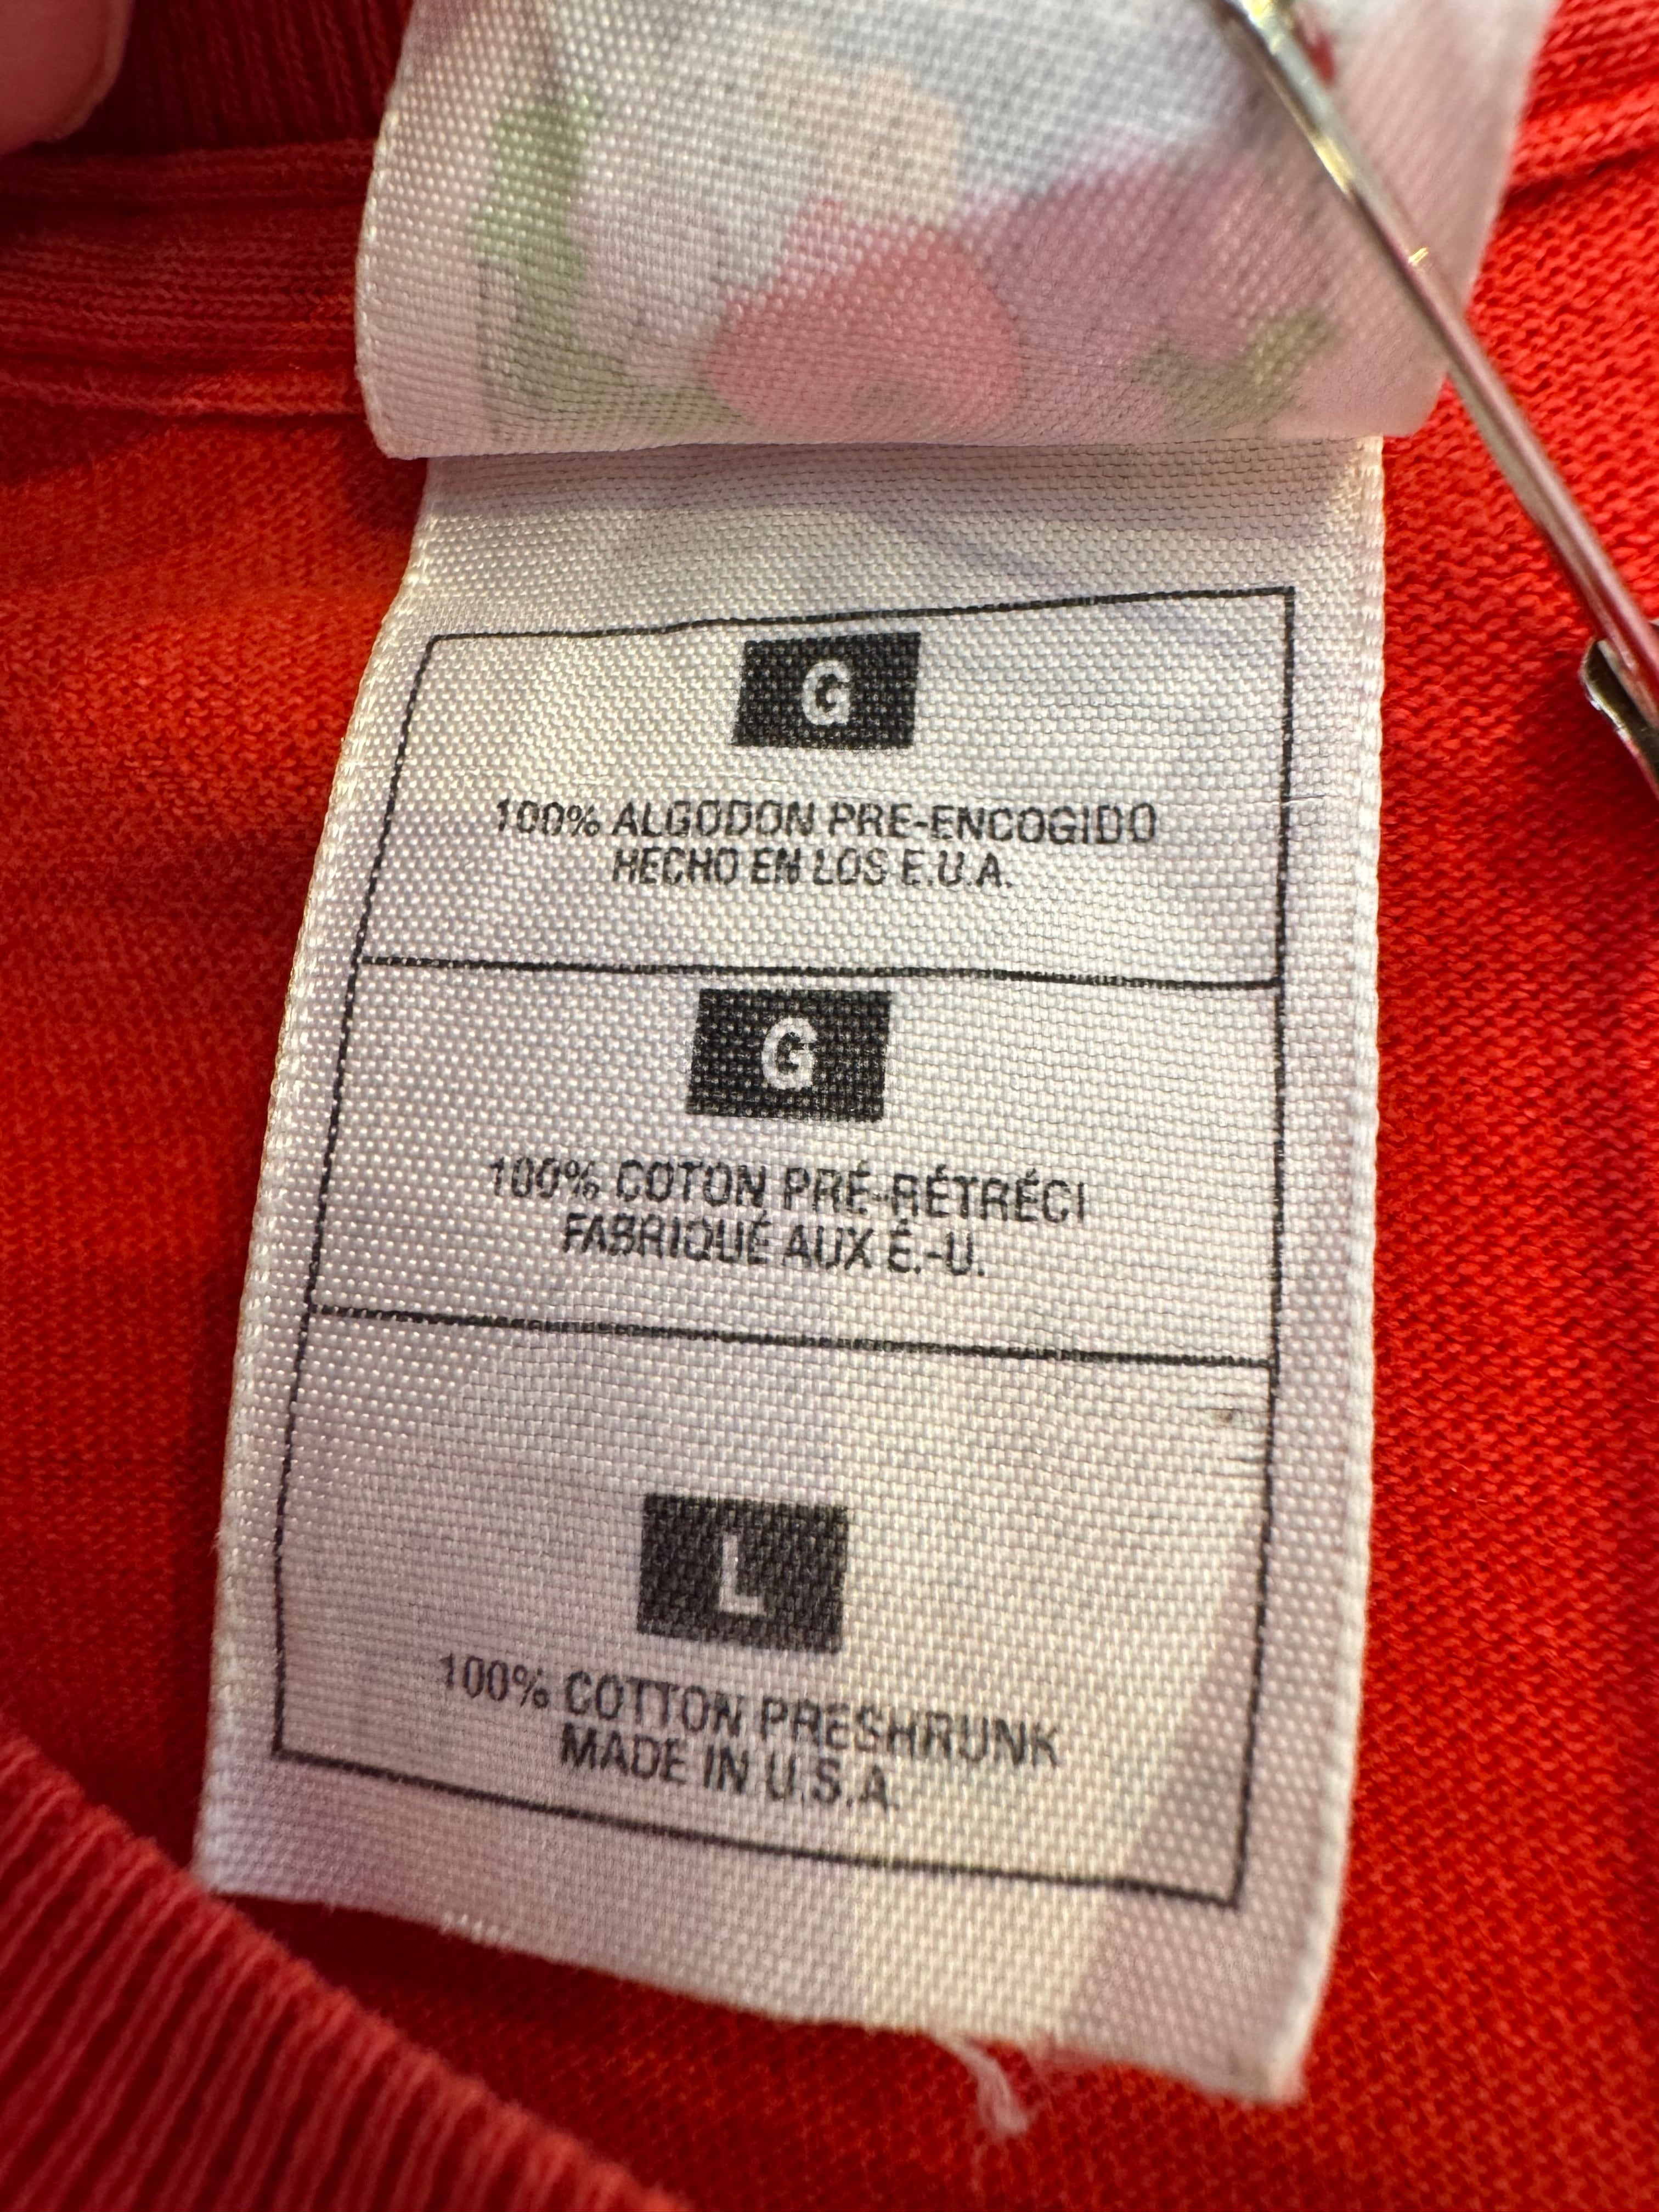 G
100% ALGODON PRE-ENCOGIDO
HECHO EN LOS E.U.A.
G
100% COTON PRÉ-RÉTRÉCI
FABRIQUÉ AUX É.-U.
L
100% COTTON PRESHRUNK
MADE IN U.S.A.